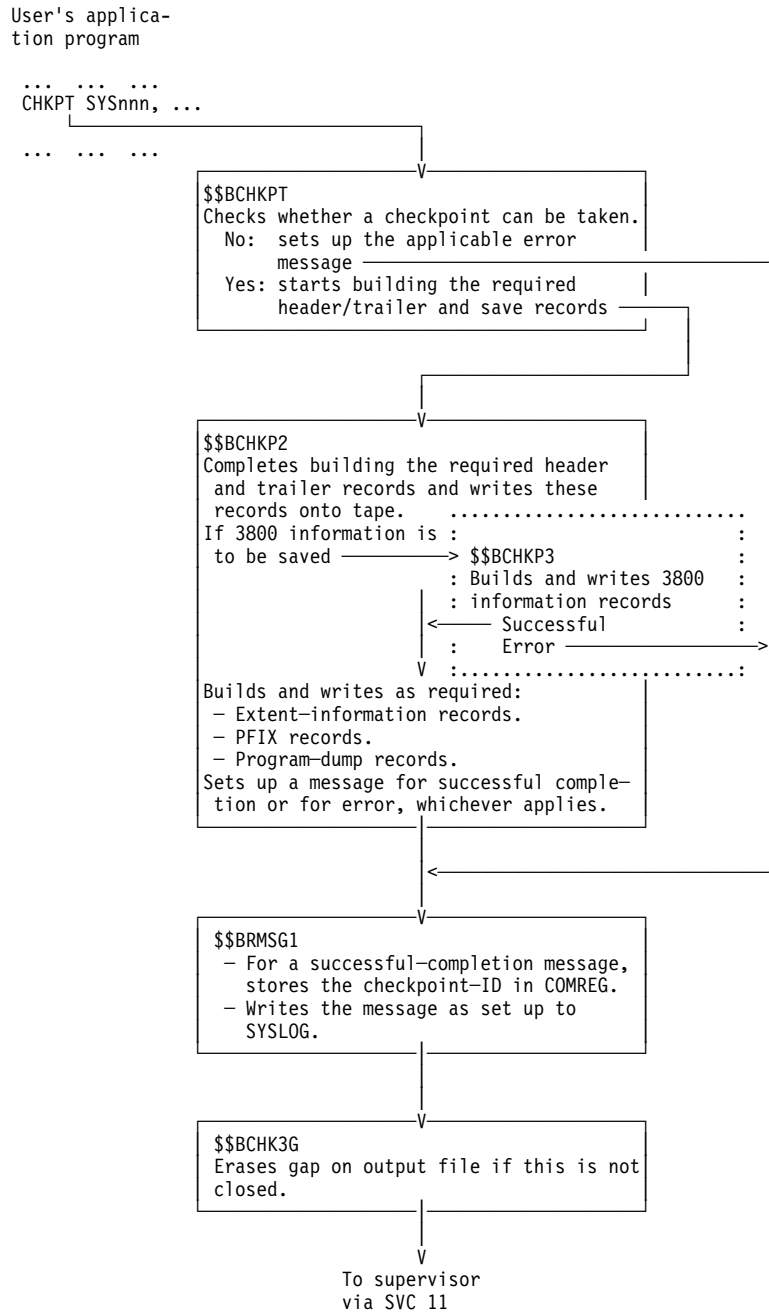 User's applica-
tion program
... ... ...
CHKPT SYSnnn, ...
... ... ...
$$BCHKPT
Checks whether a checkpoint can be taken.
No: sets up the applicable error
message
Yes: starts building the required
header/trailer and save records
$$BCHKP2
Completes building the required header
and trailer records and writes these
records onto tape.
If 3800 information is
to be saved
$$BCHKP3
Builds and writes 3800
information records
Successful
Error
Builds and writes as required:
– Extent–information records.
– PFIX records.
– Program–dump records.
Sets up a message for successful comple–
tion or for error, whichever applies.
$$BRMSG1
– For a successful–completion message,
stores the checkpoint–ID in COMREG.
– Writes the message as set up to
SYSLOG.
$$BCHK3G
Erases gap on output file if this is not
closed.
To supervisor
via SVC 11